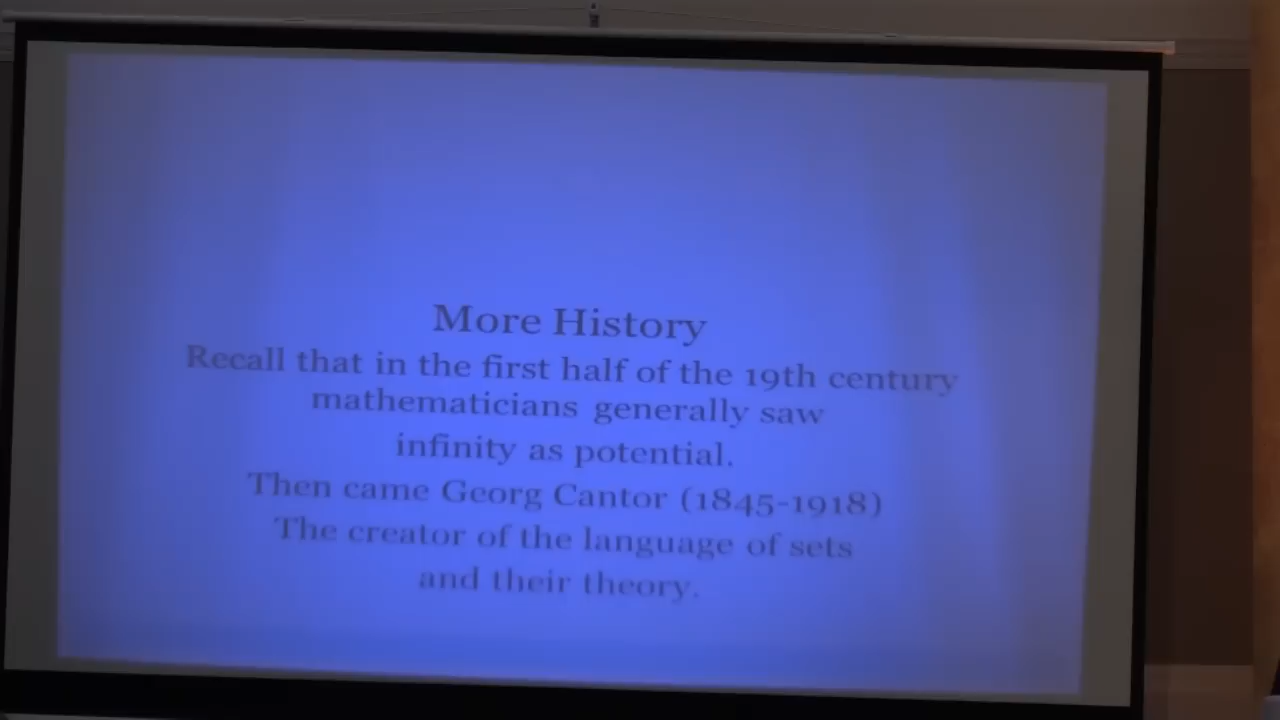 More History
Recall that in the first half of the 19th century
mathematicians generally saw
infinity as potential.
Then came Georg Cantor (1845-1918)
The creator of the language of sets
and their theory.